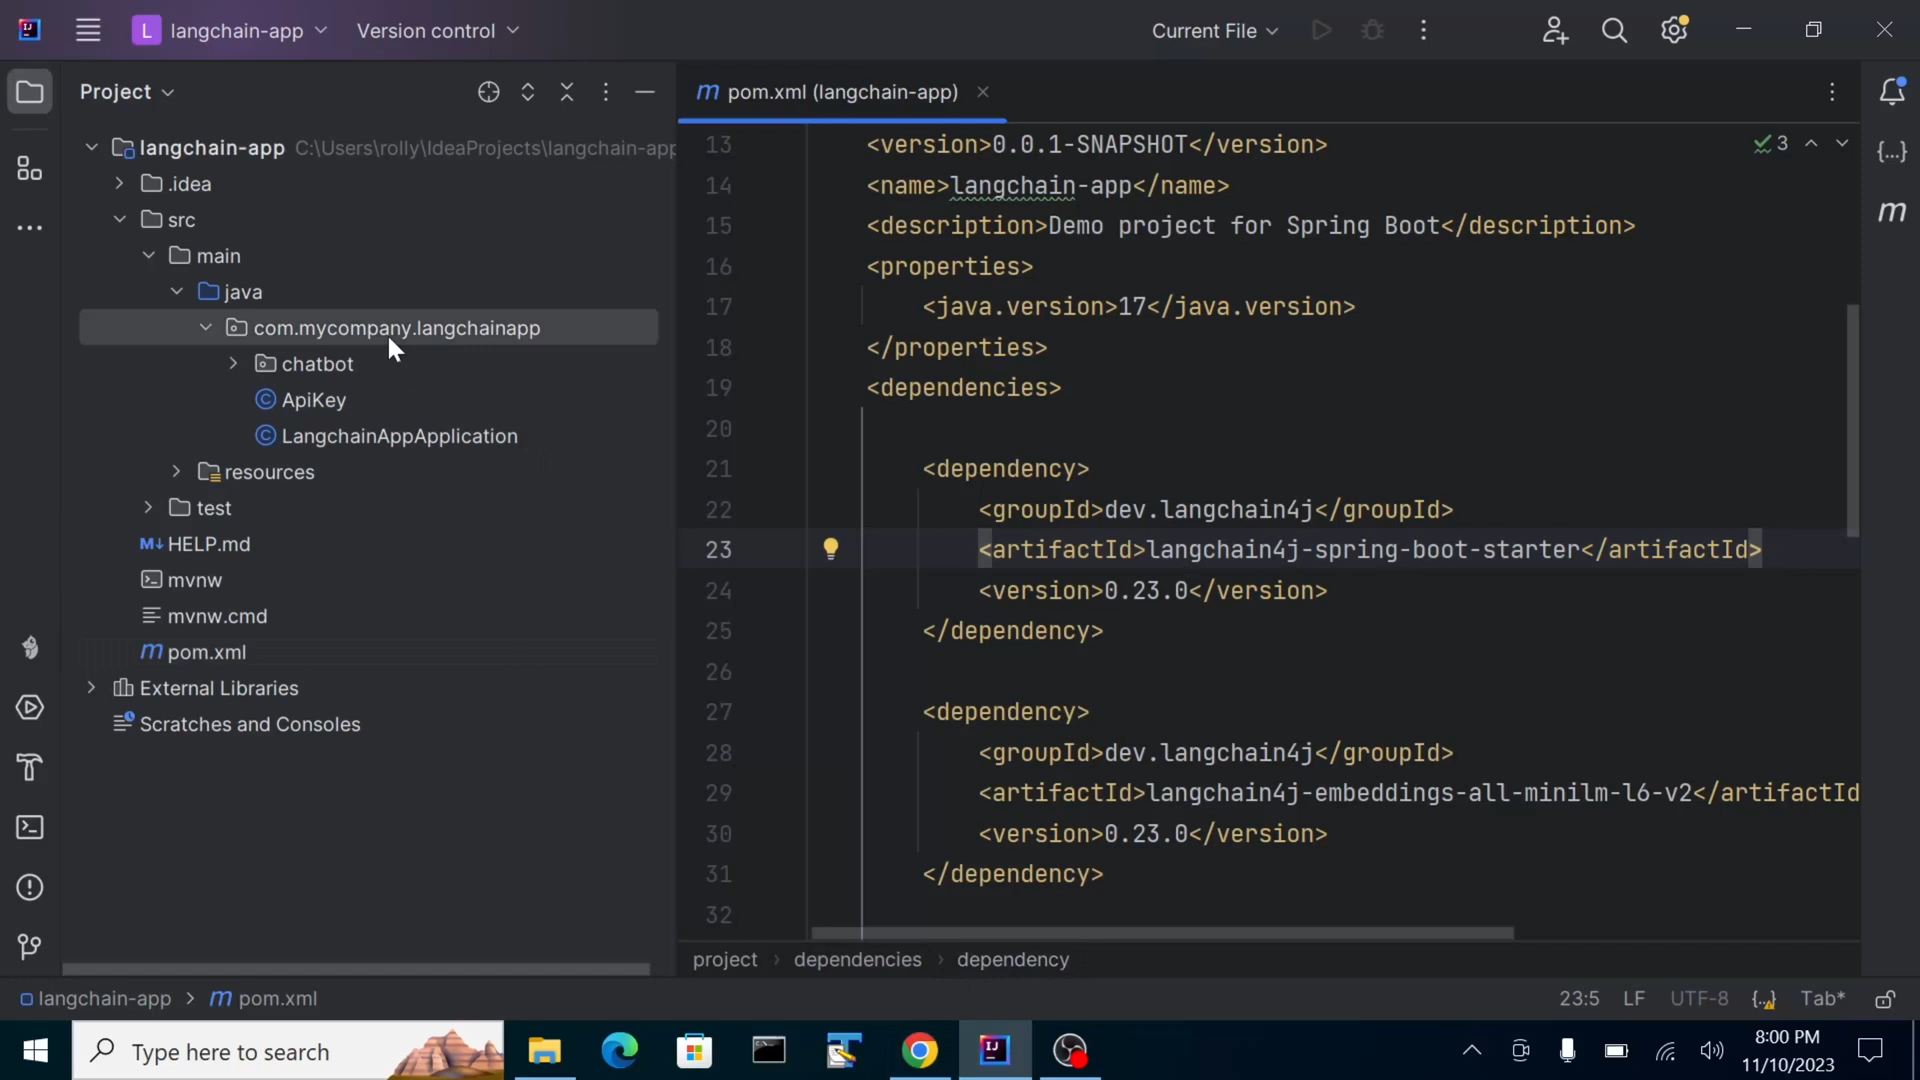 L langchain-app Version control Current File
Project
langchain-app C:\Users\rolly\IdeaProjects\langchain-app
.idea
src
main
java
com.mycompany.langchainapp
chatbot
ApiKey
LangchainAppApplication
resources
test
HELP.md
mvnw
mvnw.cmd
pom.xml
External Libraries
Scratches and Consoles
pom.xml (langchain-app)
3
13 <version>0.0.1-SNAPSHOT</version>
14 <name>langchain-app</name>
15 <description>Demo project for Spring Boot</description>
16 <properties>
17 <java.version>17</java.version>
18 </properties>
19 <dependencies>
20
21 <dependency>
22 <groupId>dev.langchain4j</groupId>
23 <artifactId>langchain4j-spring-boot-starter</artifactId>
24 <version>0.23.0</version>
25 </dependency>
26
27 <dependency>
28 <groupId>dev.langchain4j</groupId>
29 <artifactId>langchain4j-embeddings-all-minilm-l6-v2</artifactId
30 <version>0.23.0</version>
31 </dependency>
32
project › dependencies › dependency
langchain-app › pom.xml 23:5 LF UTF-8 Tab*
Type here to search
8:00 PM
11/10/2023